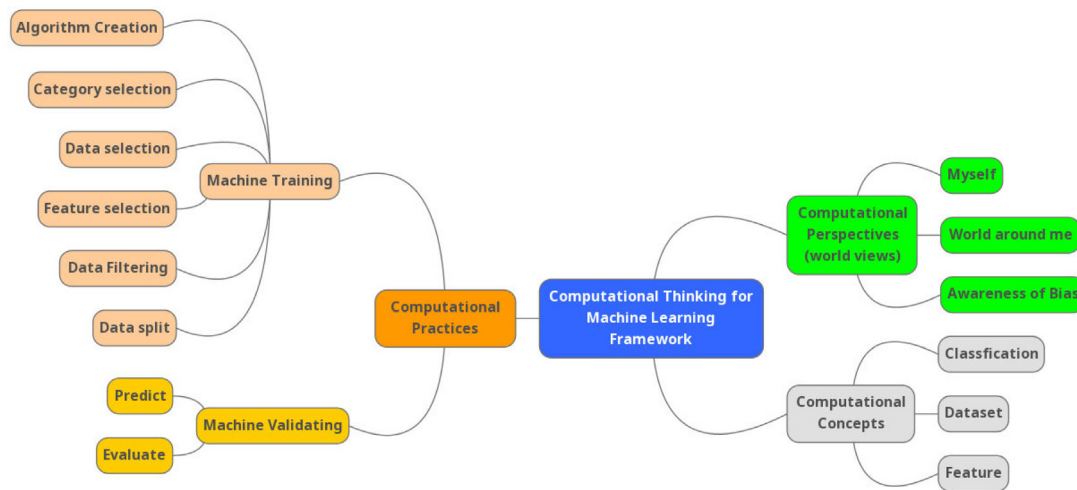 Algorithm Creation
Category selection
Data selection
Machine Training
Feature selection
Data Filtering
Data split
Computational
Practices
Predict
Machine Validating
Evaluate
Computational Thinking for
Machine Learning
Framework
Computational
Perspectives
(world views)
Myself
World around me
Awareness of Bias
Computational
Concepts
Classfication
Dataset
Feature